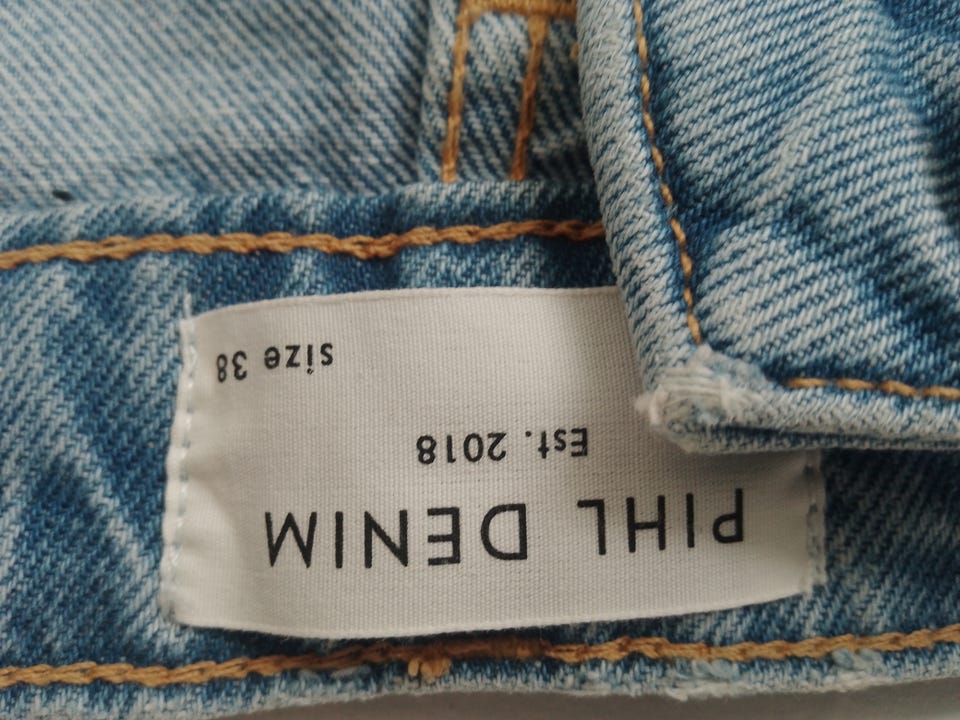 PIHL DENIM
Est. 2018
size 38